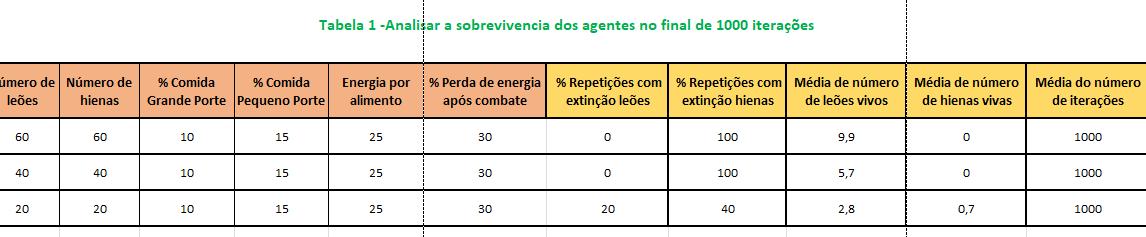 Tabela 1 -Analisar a sobrevivencia dos agentes no final de 1000 iterações
úmero de leões Número de hienas % Comida Grande Porte % Comida Pequeno Porte Energia por alimento % Perda de energia após combate % Repetições com extinção leões % Repetições com extinção hienas Média de número de leões vivos Média de número de hienas vivas Média do número de iterações
60 60 10 15 25 30 0 100 9,9 0 1000
40 40 10 15 25 30 0 100 5,7 0 1000
20 20 10 15 25 30 20 40 2,8 0,7 1000